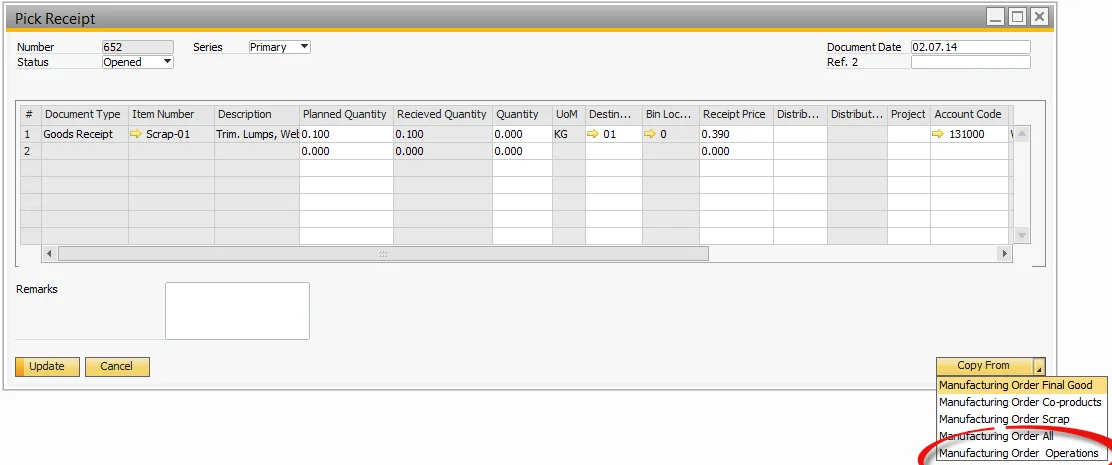 Pick Receipt
Number 652 Series Primary Document Date 02.07.14
Status Opened Ref. 2
# Document Type Item Number Description Planned Quantity Recieved Quantity Quantity UoM Destin... Bin Loc... Receipt Price Distrib... Distribut... Project Account Code
1 Goods Receipt Scrap-01 Trim. Lumps, Web 0.100 0.100 0.000 KG 01 0 0.390 131000
2 0.000 0.000 0.000 0.000
Remarks
Update Cancel Copy From
Manufacturing Order Final Good
Manufacturing Order Co-products
Manufacturing Order Scrap
Manufacturing Order All
Manufacturing Order Operations